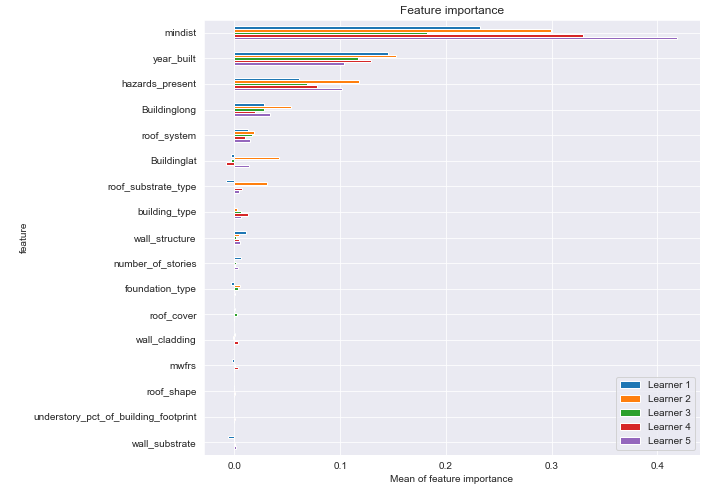 Feature importance
mindist
year_built
hazards_present
Buildinglong
roof_system
Buildinglat
roof_substrate_type
building_type
wall_structure
number_of_stories
foundation_type
roof_cover
wall_cladding
mwfrs
roof_shape
understory_pct_of_building_footprint
wall_substrate
feature
0.0 0.1 0.2 0.3 0.4
Mean of feature importance
Learner 1
Learner 2
Learner 3
Learner 4
Learner 5